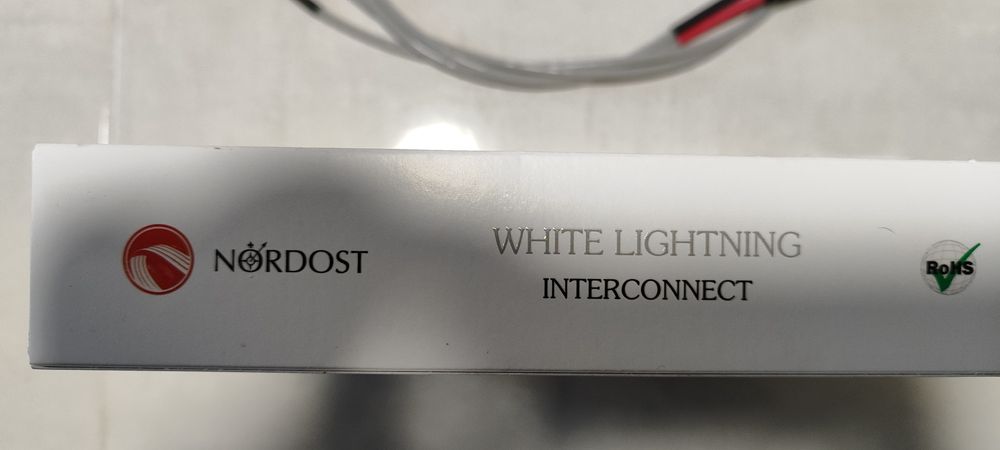 NORDOST
WHITE LIGHTNING
INTERCONNECT
RoHS